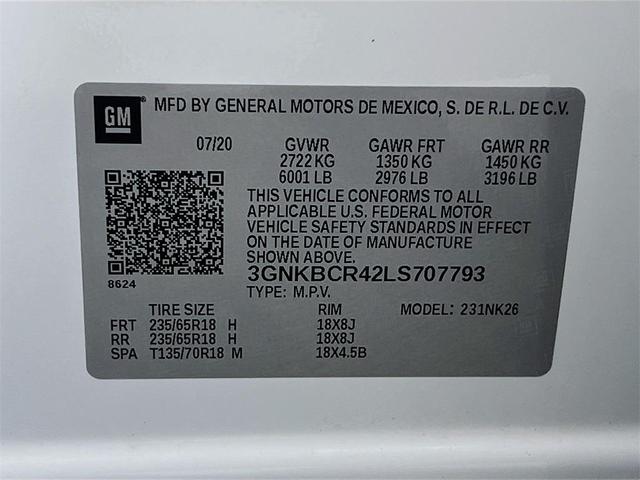 GM ® MFD BY GENERAL MOTORS DE MEXICO, S. DE R.L. DE C.V.
07/20 GVWR GAWR FRT GAWR RR
2722 KG 1350 KG 1450 KG
6001 LB 2976 LB 3196 LB
THIS VEHICLE CONFORMS TO ALL
APPLICABLE U.S. FEDERAL MOTOR
VEHICLE SAFETY STANDARDS IN EFFECT
ON THE DATE OF MANUFACTURE
SHOWN ABOVE.
3GNKBCR42LS707793
8624
TYPE: M.P.V.
TIRE SIZE RIM MODEL: 231NK26
FRT 235/65R18 H 18X8J
RR 235/65R18 H 18X8J
SPA T135/70R18 M 18X4.5B